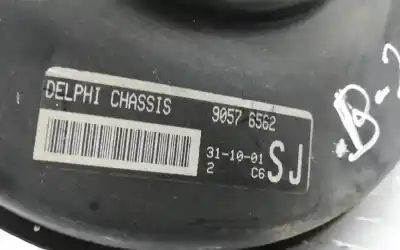 DELPHI CHASSIS 9057 6562
31-10-01 SJ
2 C6